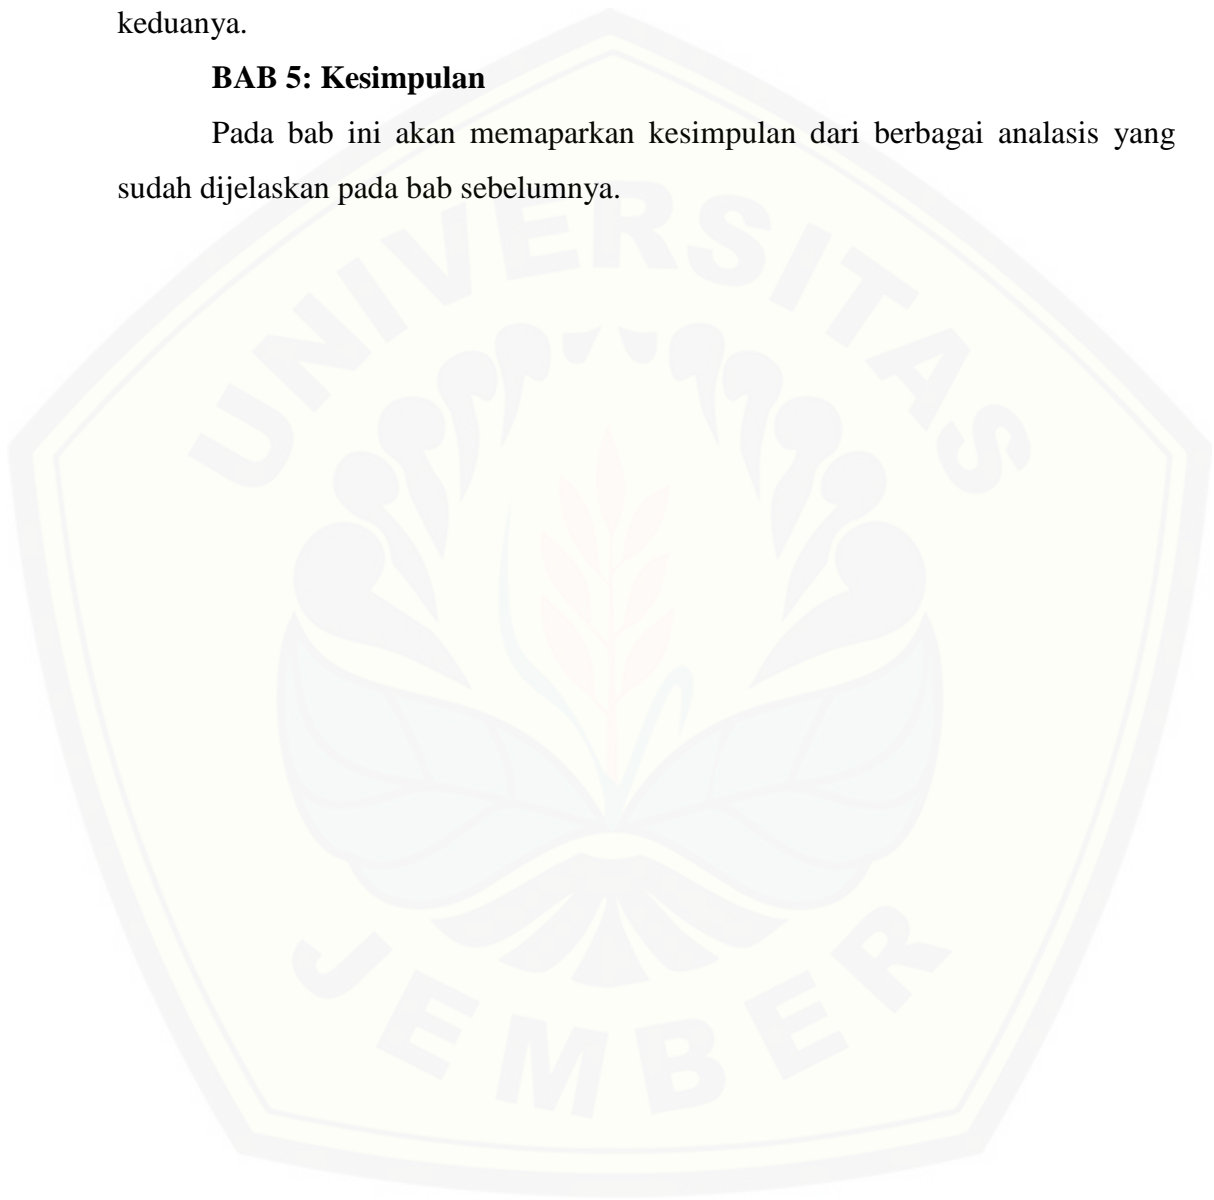 keduanya.
BAB 5: Kesimpulan
Pada bab ini akan memaparkan kesimpulan dari berbagai analasis yang
sudah dijelaskan pada bab sebelumnya.
UNIVERSITAS
JEMBER